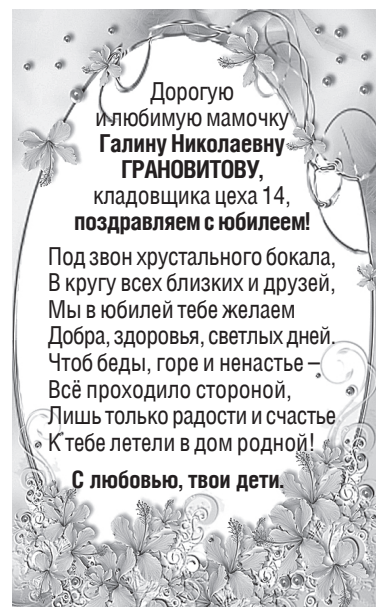 Дорогую
и любимую мамочку
Галину Николаевну
ГРАНОВИТОВУ,
кладовщика цеха 14,
поздравляем с юбилеем!
Под звон хрустального бокала,
В кругу всех близких и друзей,
Мы в юбилей тебе желаем
Добра, здоровья, светлых дней.
Чтоб беды, горе и ненастье –
Всё проходило стороной,
Лишь только радости и счастье
К тебе летели в дом родной!
С любовью, твои дети.